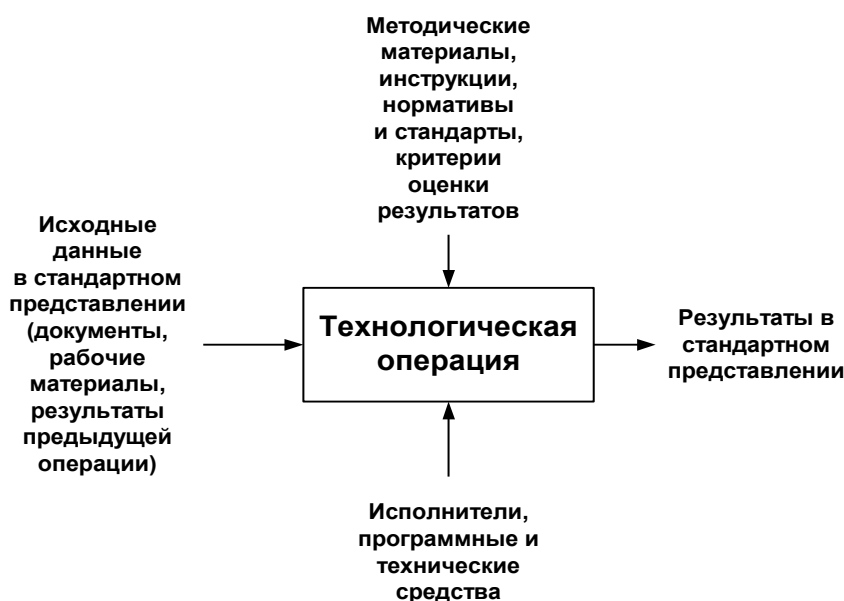 Методические
материалы,
инструкции,
нормативы
и стандарты,
критерии
оценки
результатов
Исходные
данные
в стандартном
представлении
(документы,
рабочие
материалы,
результаты
предыдущей
операции)
Технологическая
операция
Результаты в
стандартном
представлении
Исполнители,
программные и
технические
средства